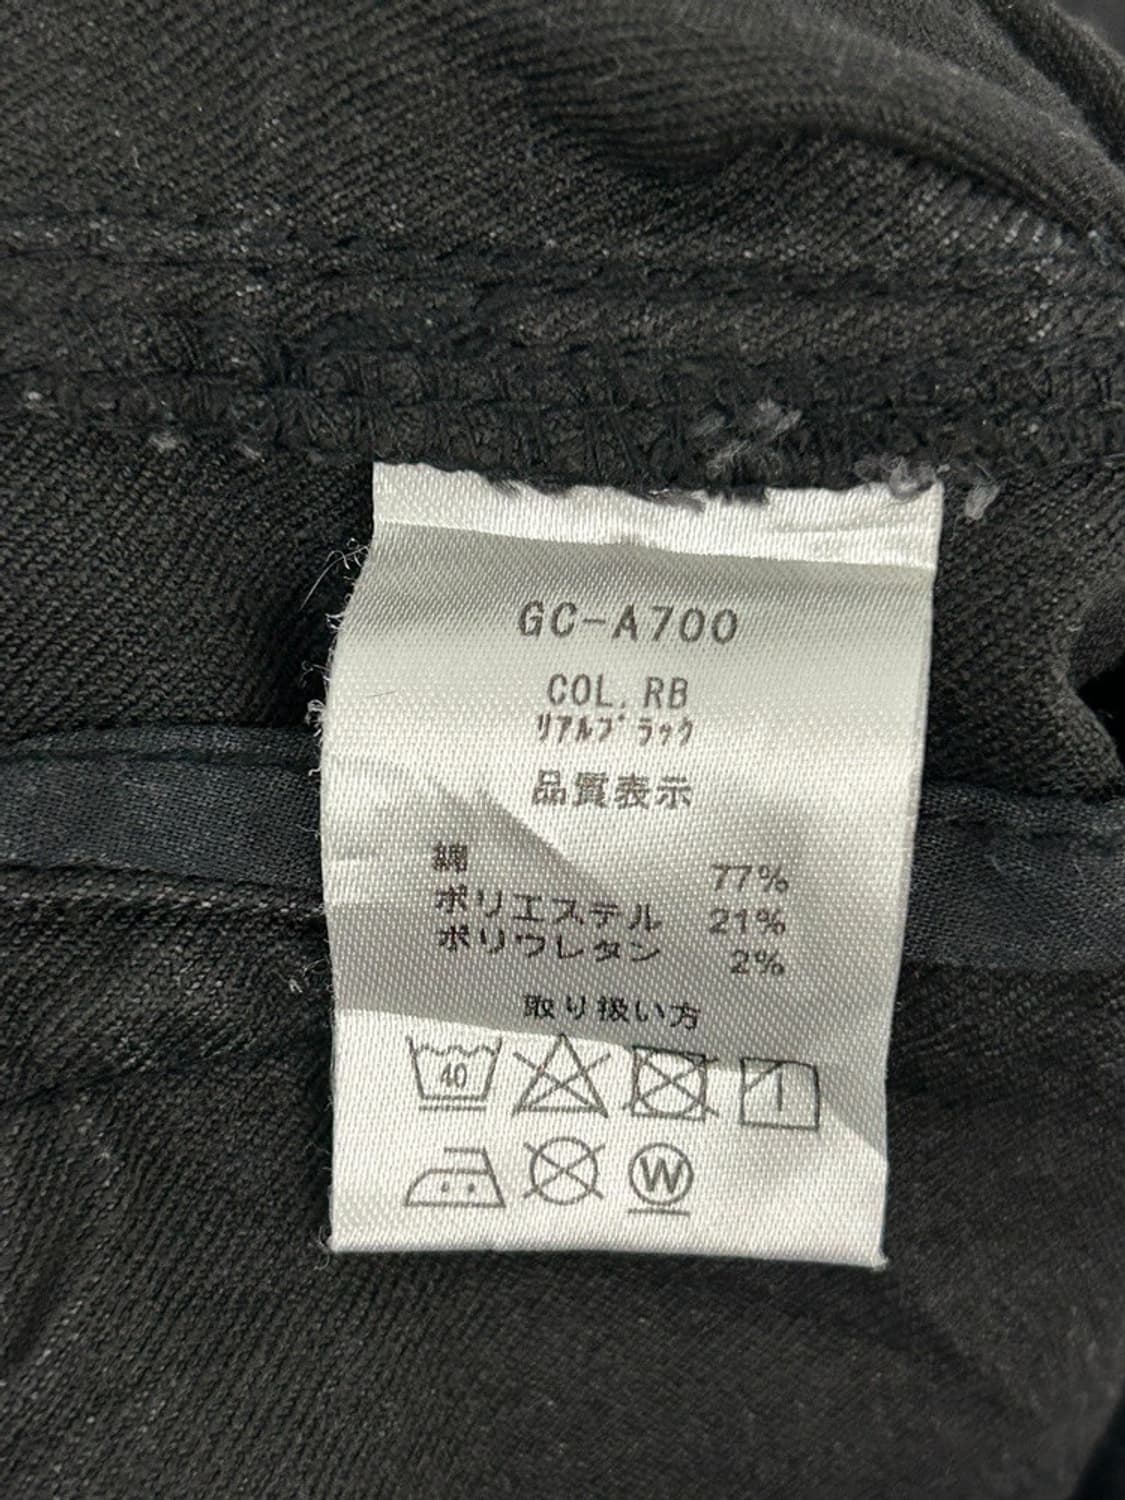 GC-A700
COL.RB
ﾘｱﾙﾌﾞﾗｯｸ
品質表示
綿 77%
ポリエステル 21%
ポリウレタン 2%
取り扱い方
40
W